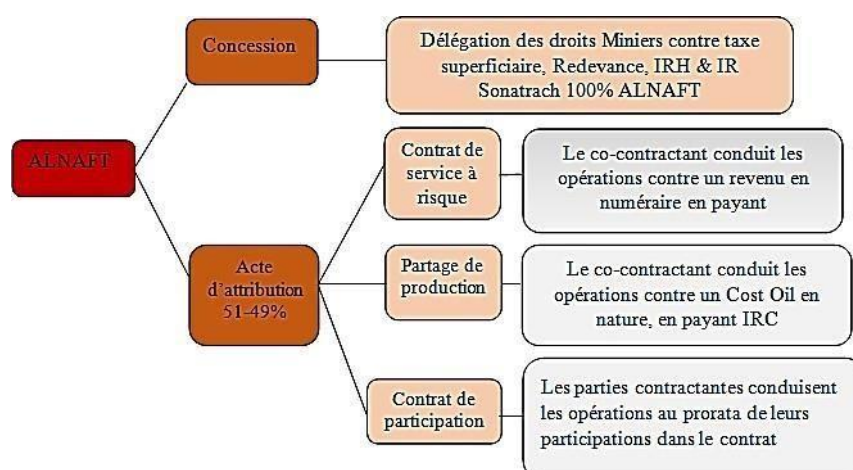 Concession
Délégation des droits Miniers contre taxe
superficiaire, Redevance, IRH & IR
Sonatrach 100% ALNAFT
ALNAFT
Contrat de
service à
risque
Le co-contractant conduit les
opérations contre un revenu en
numéraire en payant
Acte
d'attribution
51-49%
Partage de
production
Le co-contractant conduit les
opérations contre un Cost Oil en
nature, en payant IRC
Contrat de
participation
Les parties contractantes conduisent
les opérations au prorata de leurs
participations dans le contrat